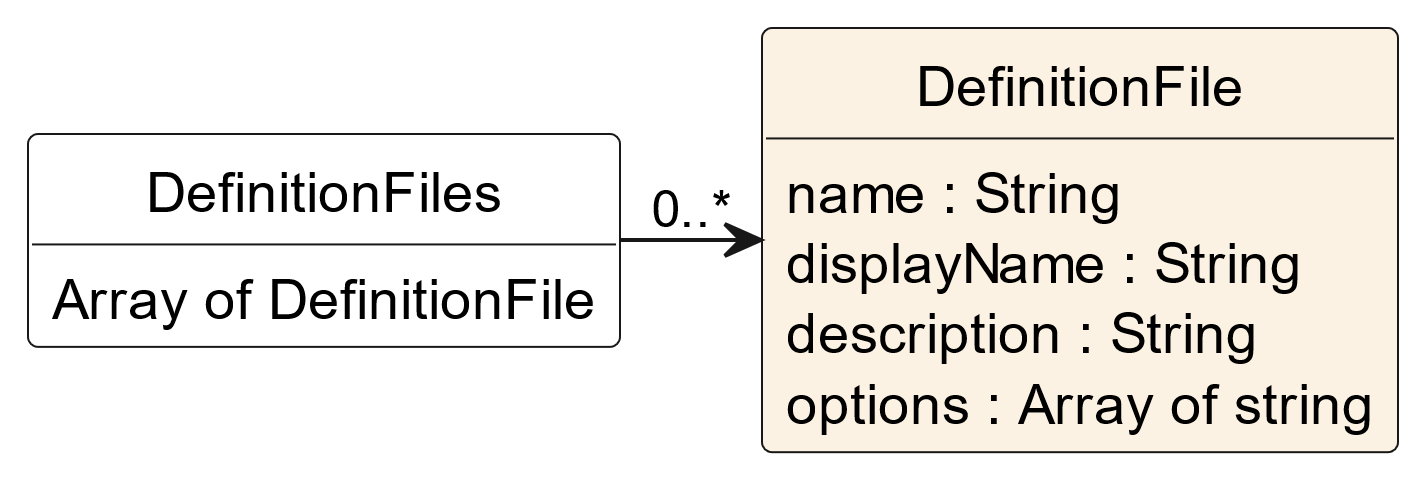 DefinitionFiles
Array of DefinitionFile
0..*
DefinitionFile
name : String
displayName : String
description : String
options : Array of string